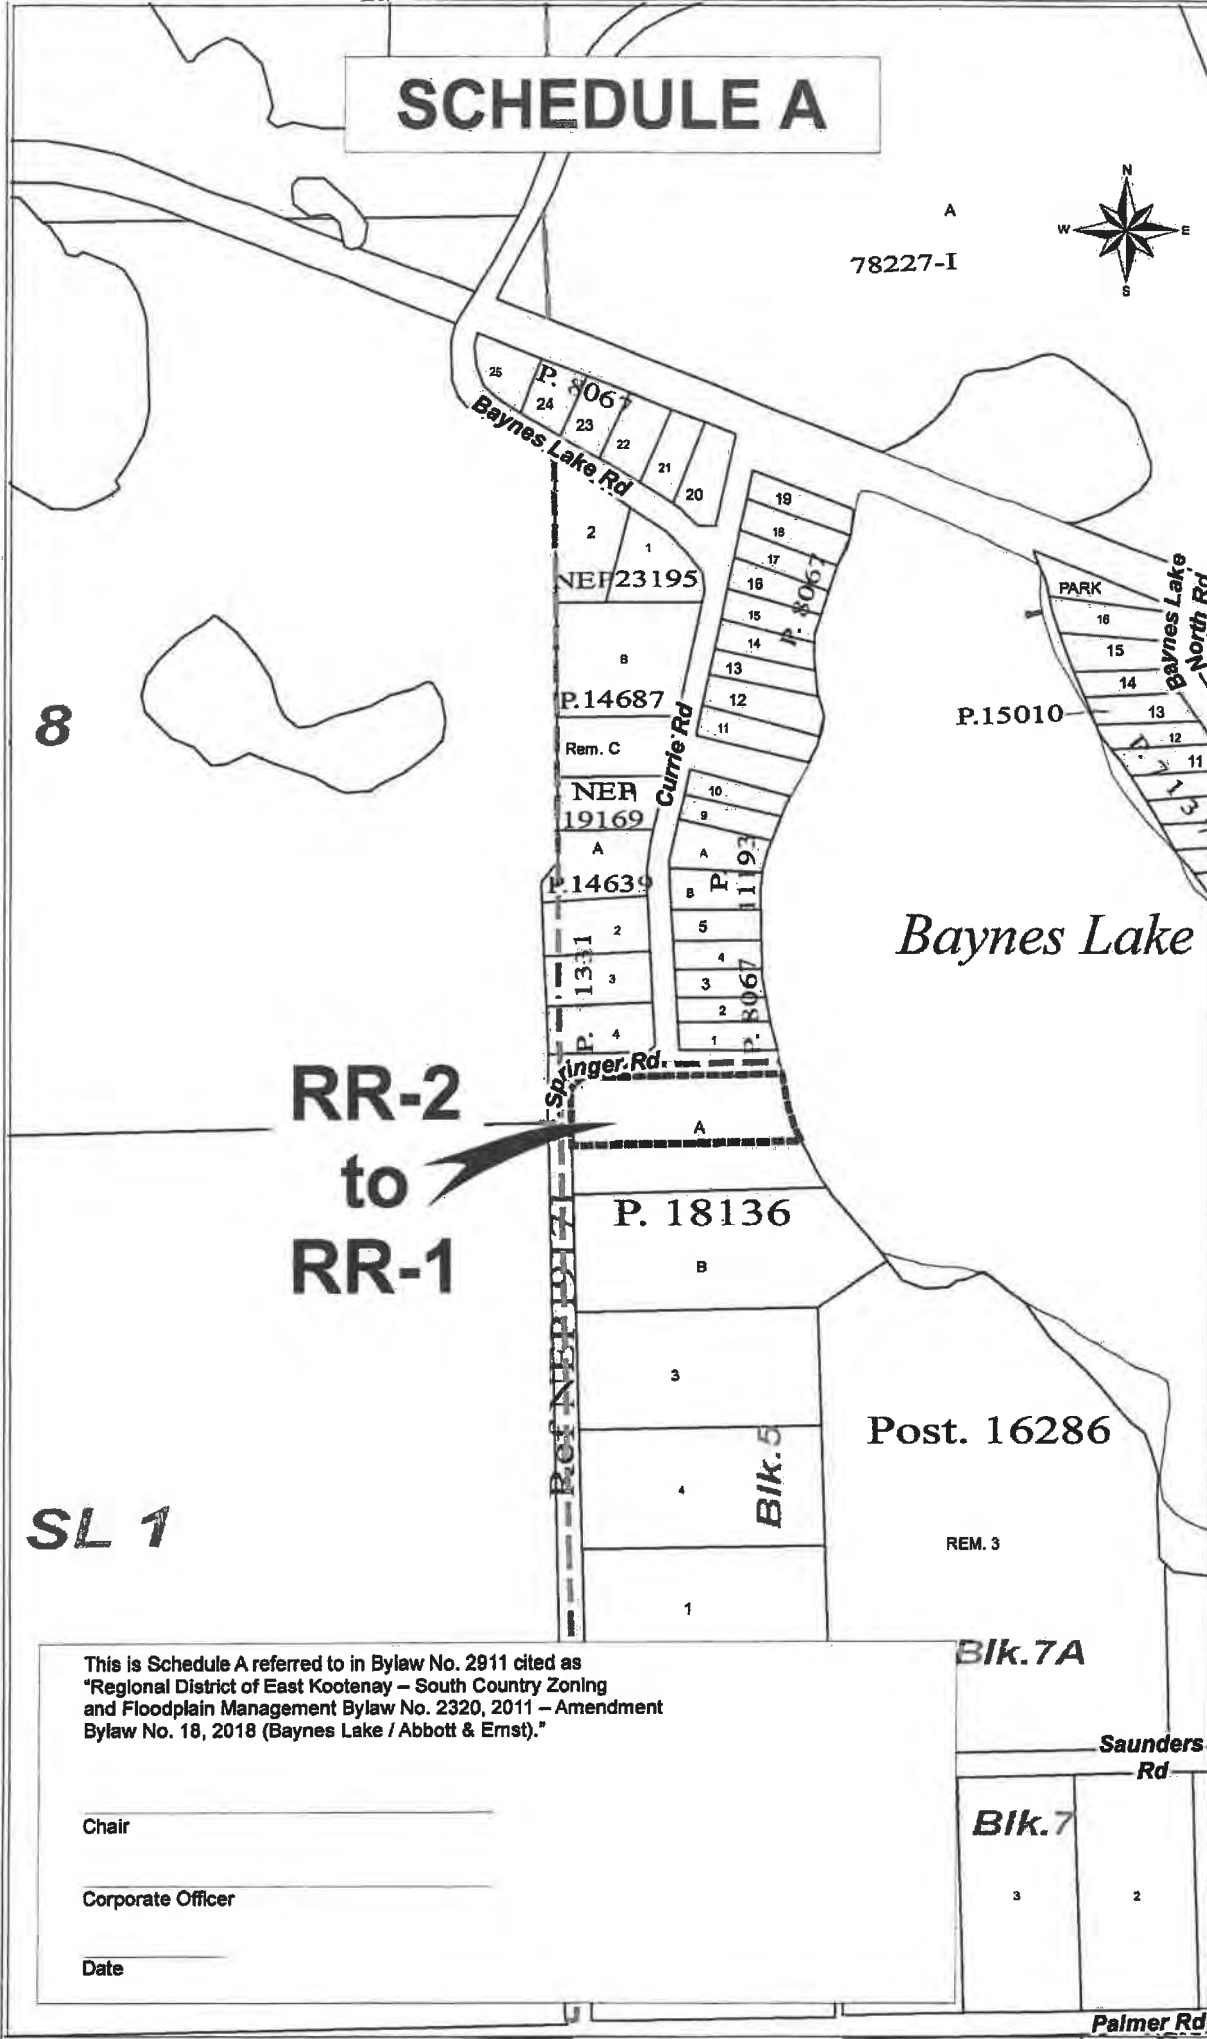 SCHEDULE A
N
W
E
S
A
78227-I
25
P. 8067
24
23
22
21
20
Baynes Lake Rd
19
18
17
16
15
14
13
12
11
P. 8067
2
1
NEP23195
B
P.14687
Rem. C
Currie Rd
NEP
19169
10
9
A
P.14639
A
B
P. 11193
5
4
3
2
1
P. 8067
2
3
4
P. 1331
PARK
16
15
14
13
12
11
P.15010
P. 7131
Baynes Lake
North Rd
8
Baynes Lake
Springer Rd.
RR-2
to
RR-1
A
P. 18136
B
3
4
1
Blk.5
Post. 16286
REM. 3
SL 1
Blk.7A
Saunders
Rd
Blk.7
3
2
Palmer Rd
This is Schedule A referred to in Bylaw No. 2911 cited as
"Regional District of East Kootenay – South Country Zoning
and Floodplain Management Bylaw No. 2320, 2011 – Amendment
Bylaw No. 18, 2018 (Baynes Lake / Abbott & Ernst)."
Chair
Corporate Officer
Date